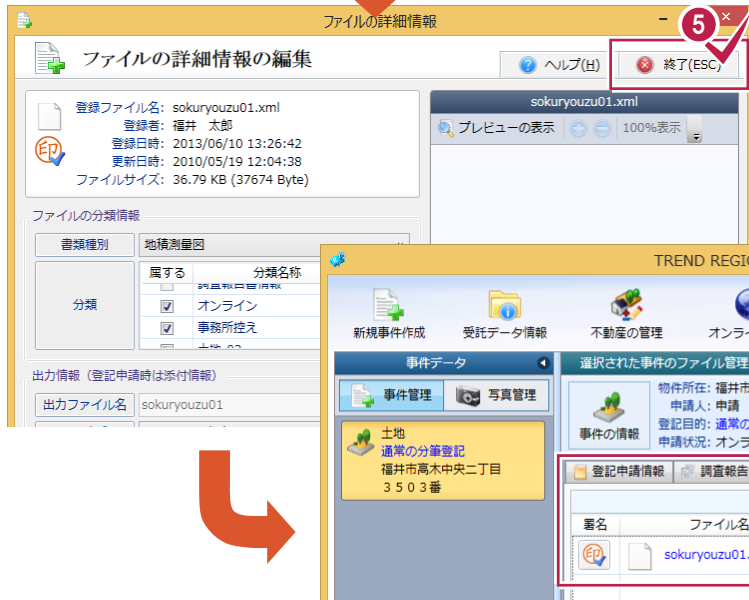 ファイルの詳細情報
5
ファイルの詳細情報の編集
ヘルプ(H)
終了(ESC)
登録ファイル名: sokuryouzu01.xml
登録者: 福井 太郎
登録日時: 2013/06/10 13:26:42
更新日時: 2010/05/19 12:04:38
ファイルサイズ: 36.79 KB (37674 Byte)
印
sokuryouzu01.xml
プレビューの表示
100%表示
ファイルの分類情報
書類種別
地積測量図
分類
属する
分類名称
調査報告書情報
オンライン
事務所控え
土地-03
出力情報（登記申請時は添付情報）
出力ファイル名
sokuryouzu01
TREND REGI
新規事件作成
受託データ情報
不動産の管理
オンラ
事件データ
選択された事件のファイル管理
事件管理
写真管理
土地
通常の分筆登記
福井市高木中央二丁目
３５０３番
事件の情報
物件所在: 福井市
申請人: 申請
登記目的: 通常の
申請状況: オンラ
登記申請情報
調査報告
署名
ファイル名
印
sokuryouzu01.